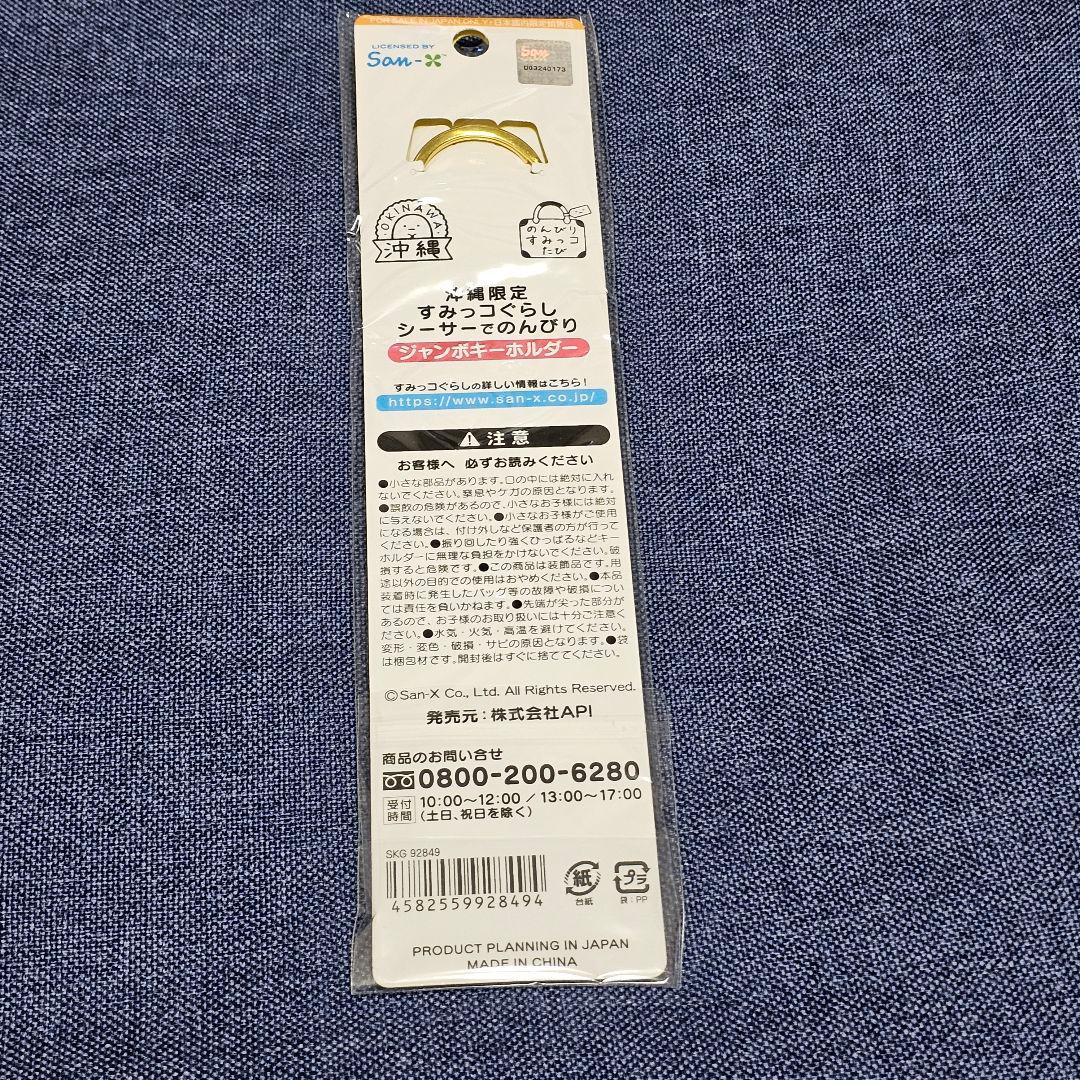 FOR SALE IN JAPAN ONLY・日本国内限定販売品
LICENSED BY
San-X™
San-X
D03240173
OKINAWA
沖縄
のんびり
すみっコ
たび
沖縄限定
すみっコぐらし
シーサーでのんびり
ジャンボキーホルダー
すみっコぐらしの詳しい情報はこちら!
https://www.san-x.co.jp/
注意
お客様へ 必ずお読みください
●小さな部品があります。口の中には絶対に入れ
ないでください。窒息やケガの原因となります。
●誤飲の危険があるので、小さなお子様には絶対
に与えないでください。●小さなお子様がご使用
になる場合は、付け外しなど保護者の方が行って
ください。●振り回したり強くひっぱるなどキー
ホルダーに無理な負担をかけないでください。破
損すると危険です。●この商品は装飾品です。用
途以外の目的での使用はおやめください。●本品
装着時に発生したバッグ等の故障や破損につい
ては責任を負いかねます。●先端が尖った部分が
あるので、お子様のお取り扱いには十分ご注意く
ださい。●水気・火気・高温を避けてください。
変形・変色・破損・サビの原因となります。●袋
は梱包材です。開封後はすぐに捨ててください。
©San-X Co., Ltd. All Rights Reserved.
発売元:株式会社API
商品のお問い合せ
0800-200-6280
受付時間 10:00〜12:00 / 13:00〜17:00
(土日、祝日を除く)
SKG 92849
4582559928494
紙
台紙
プラ
袋:PP
PRODUCT PLANNING IN JAPAN
MADE IN CHINA